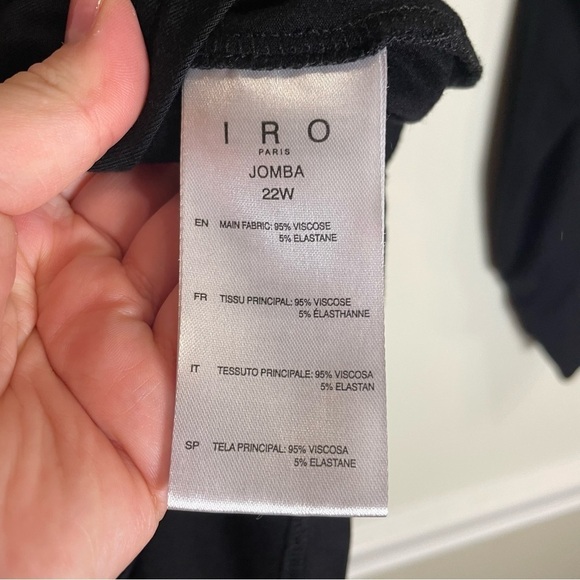 IRO
PARIS
JOMBA
22W
EN MAIN FABRIC: 95% VISCOSE
5% ELASTANE
FR TISSU PRINCIPAL: 95% VISCOSE
5% ÉLASTHANNE
IT TESSUTO PRINCIPALE: 95% VISCOSA
5% ELASTAN
SP TELA PRINCIPAL: 95% VISCOSA
5% ELASTANE